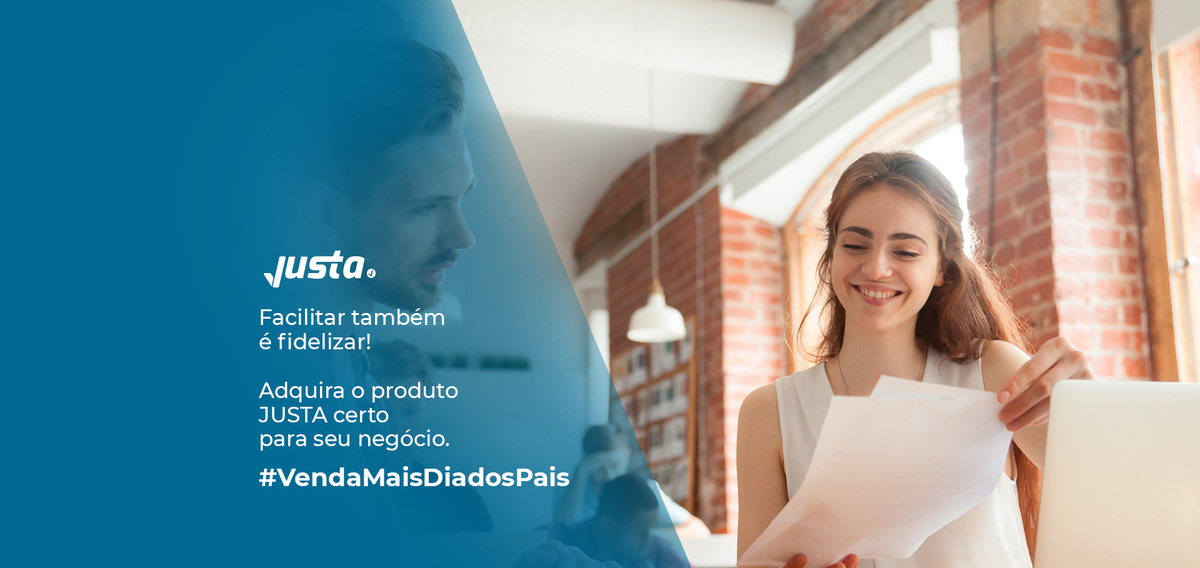 Justa.
Facilitar também
é fidelizar!
Adquira o produto
JUSTA certo
para seu negócio.
#VendaMaisDiadosPais